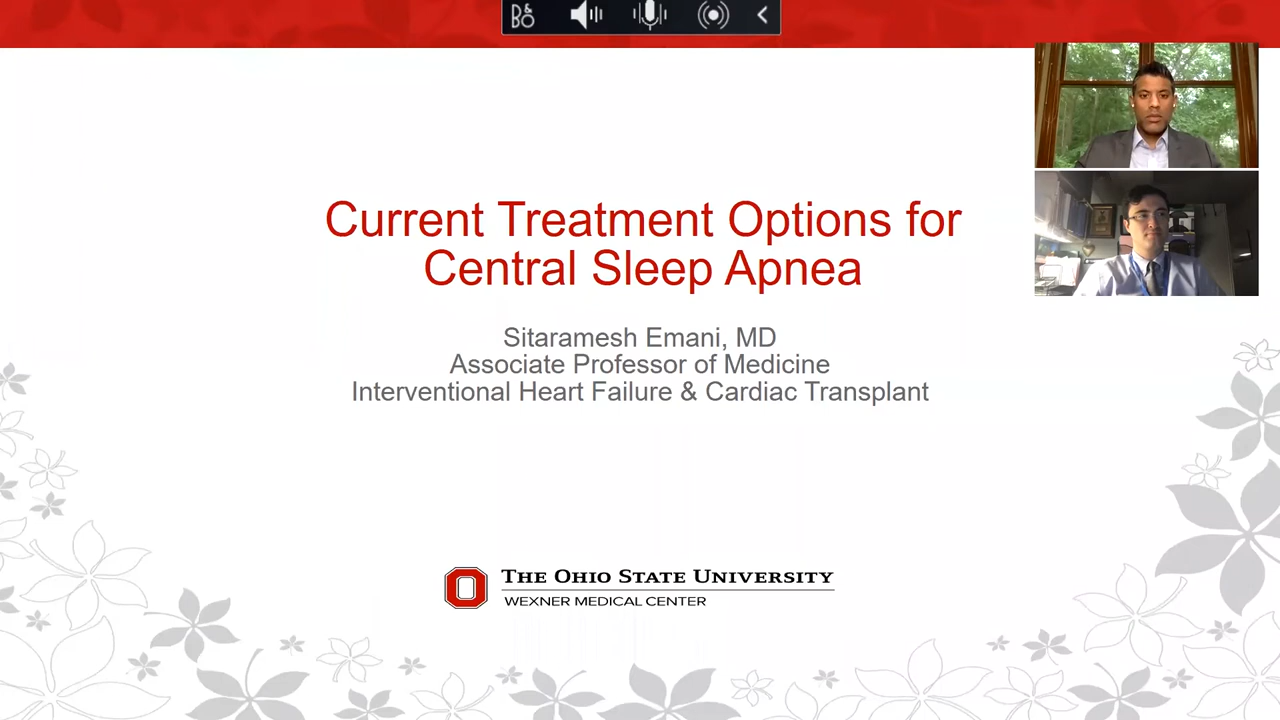 B&O
Current Treatment Options for
Central Sleep Apnea
Sitaramesh Emani, MD
Associate Professor of Medicine
Interventional Heart Failure & Cardiac Transplant
THE OHIO STATE UNIVERSITY
WEXNER MEDICAL CENTER